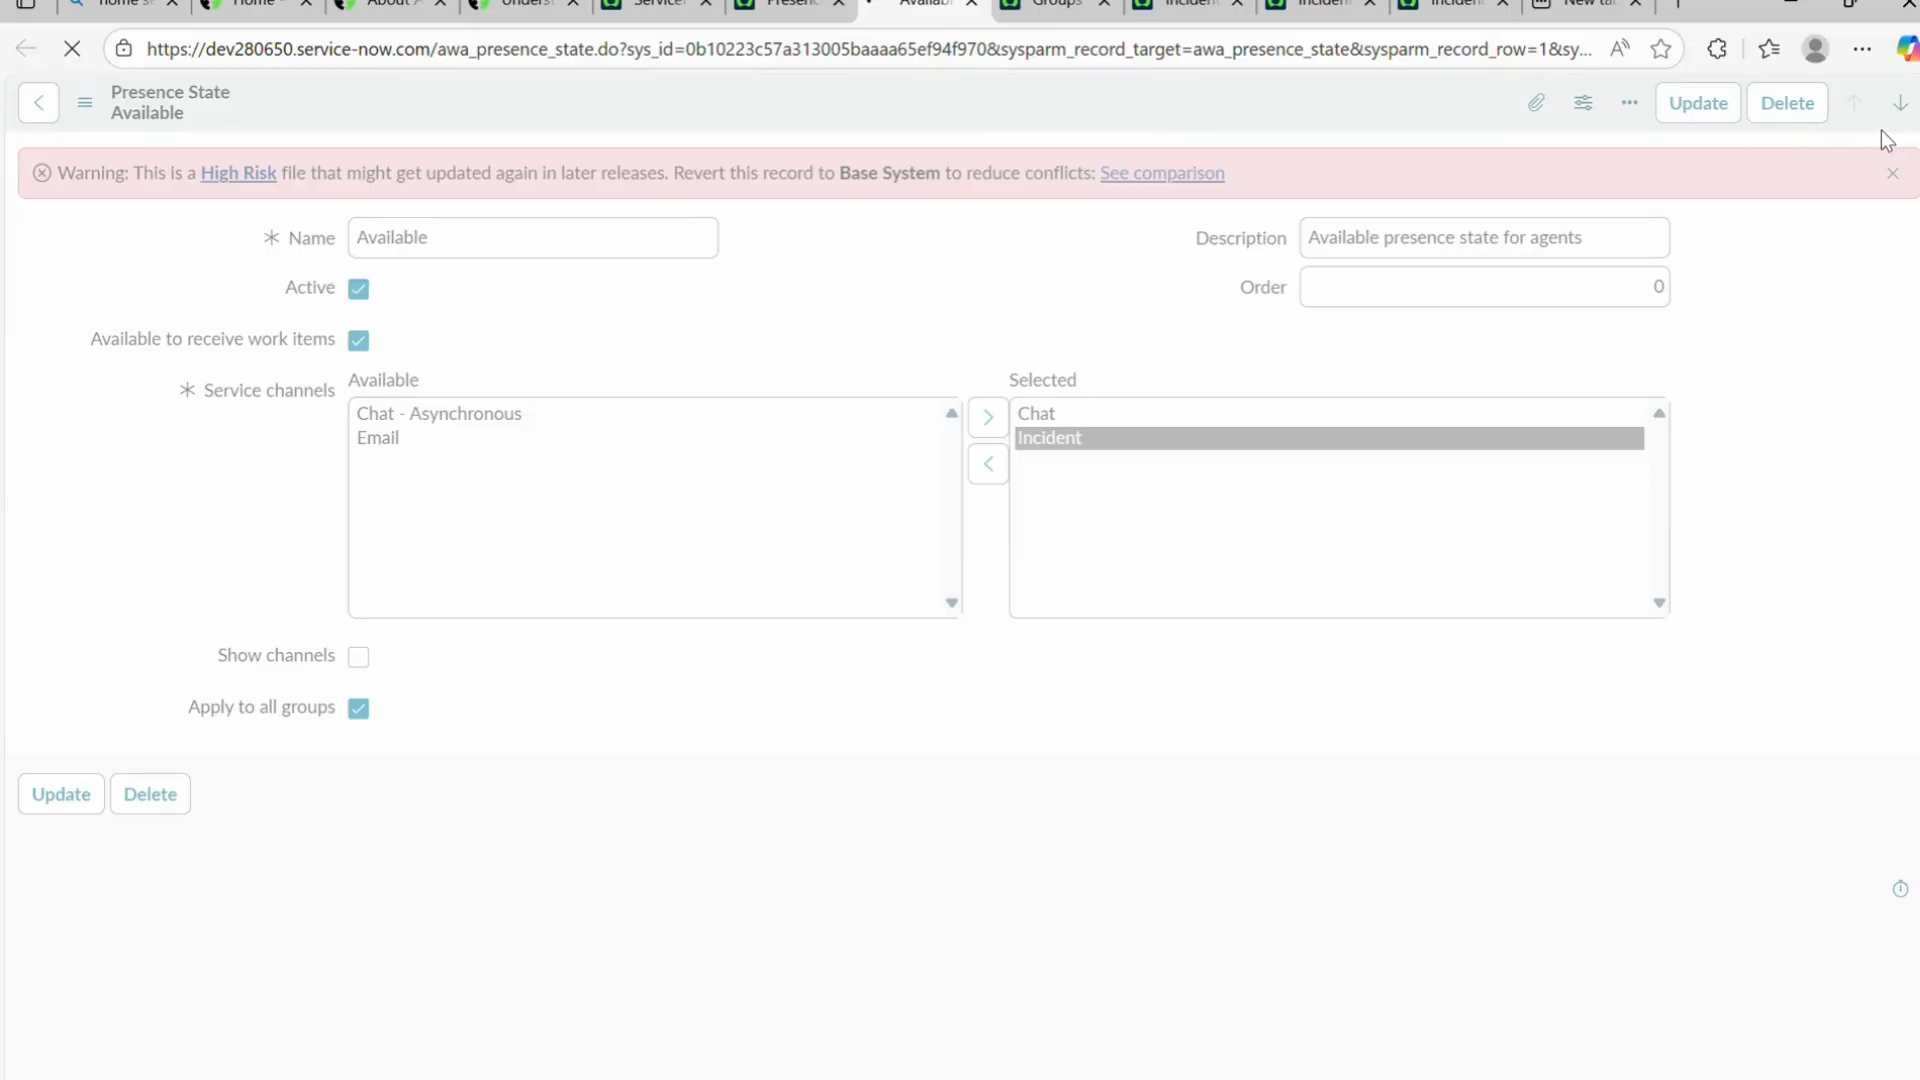 home se
Home -
About A
Underst
Service
Presenc
Availab
Groups
Incident
Incident
Incident
New tab
https://dev280650.service-now.com/awa_presence_state.do?sys_id=0b10223c57a313005baaaa65ef94f970&sysparm_record_target=awa_presence_state&sysparm_record_row=1&sy...
Presence State
Available
Update
Delete
Warning: This is a High Risk file that might get updated again in later releases. Revert this record to Base System to reduce conflicts: See comparison
Name
Available
Description
Available presence state for agents
Active
Order
0
Available to receive work items
Service channels
Available
Chat - Asynchronous
Email
Selected
Chat
Incident
Show channels
Apply to all groups
Update
Delete